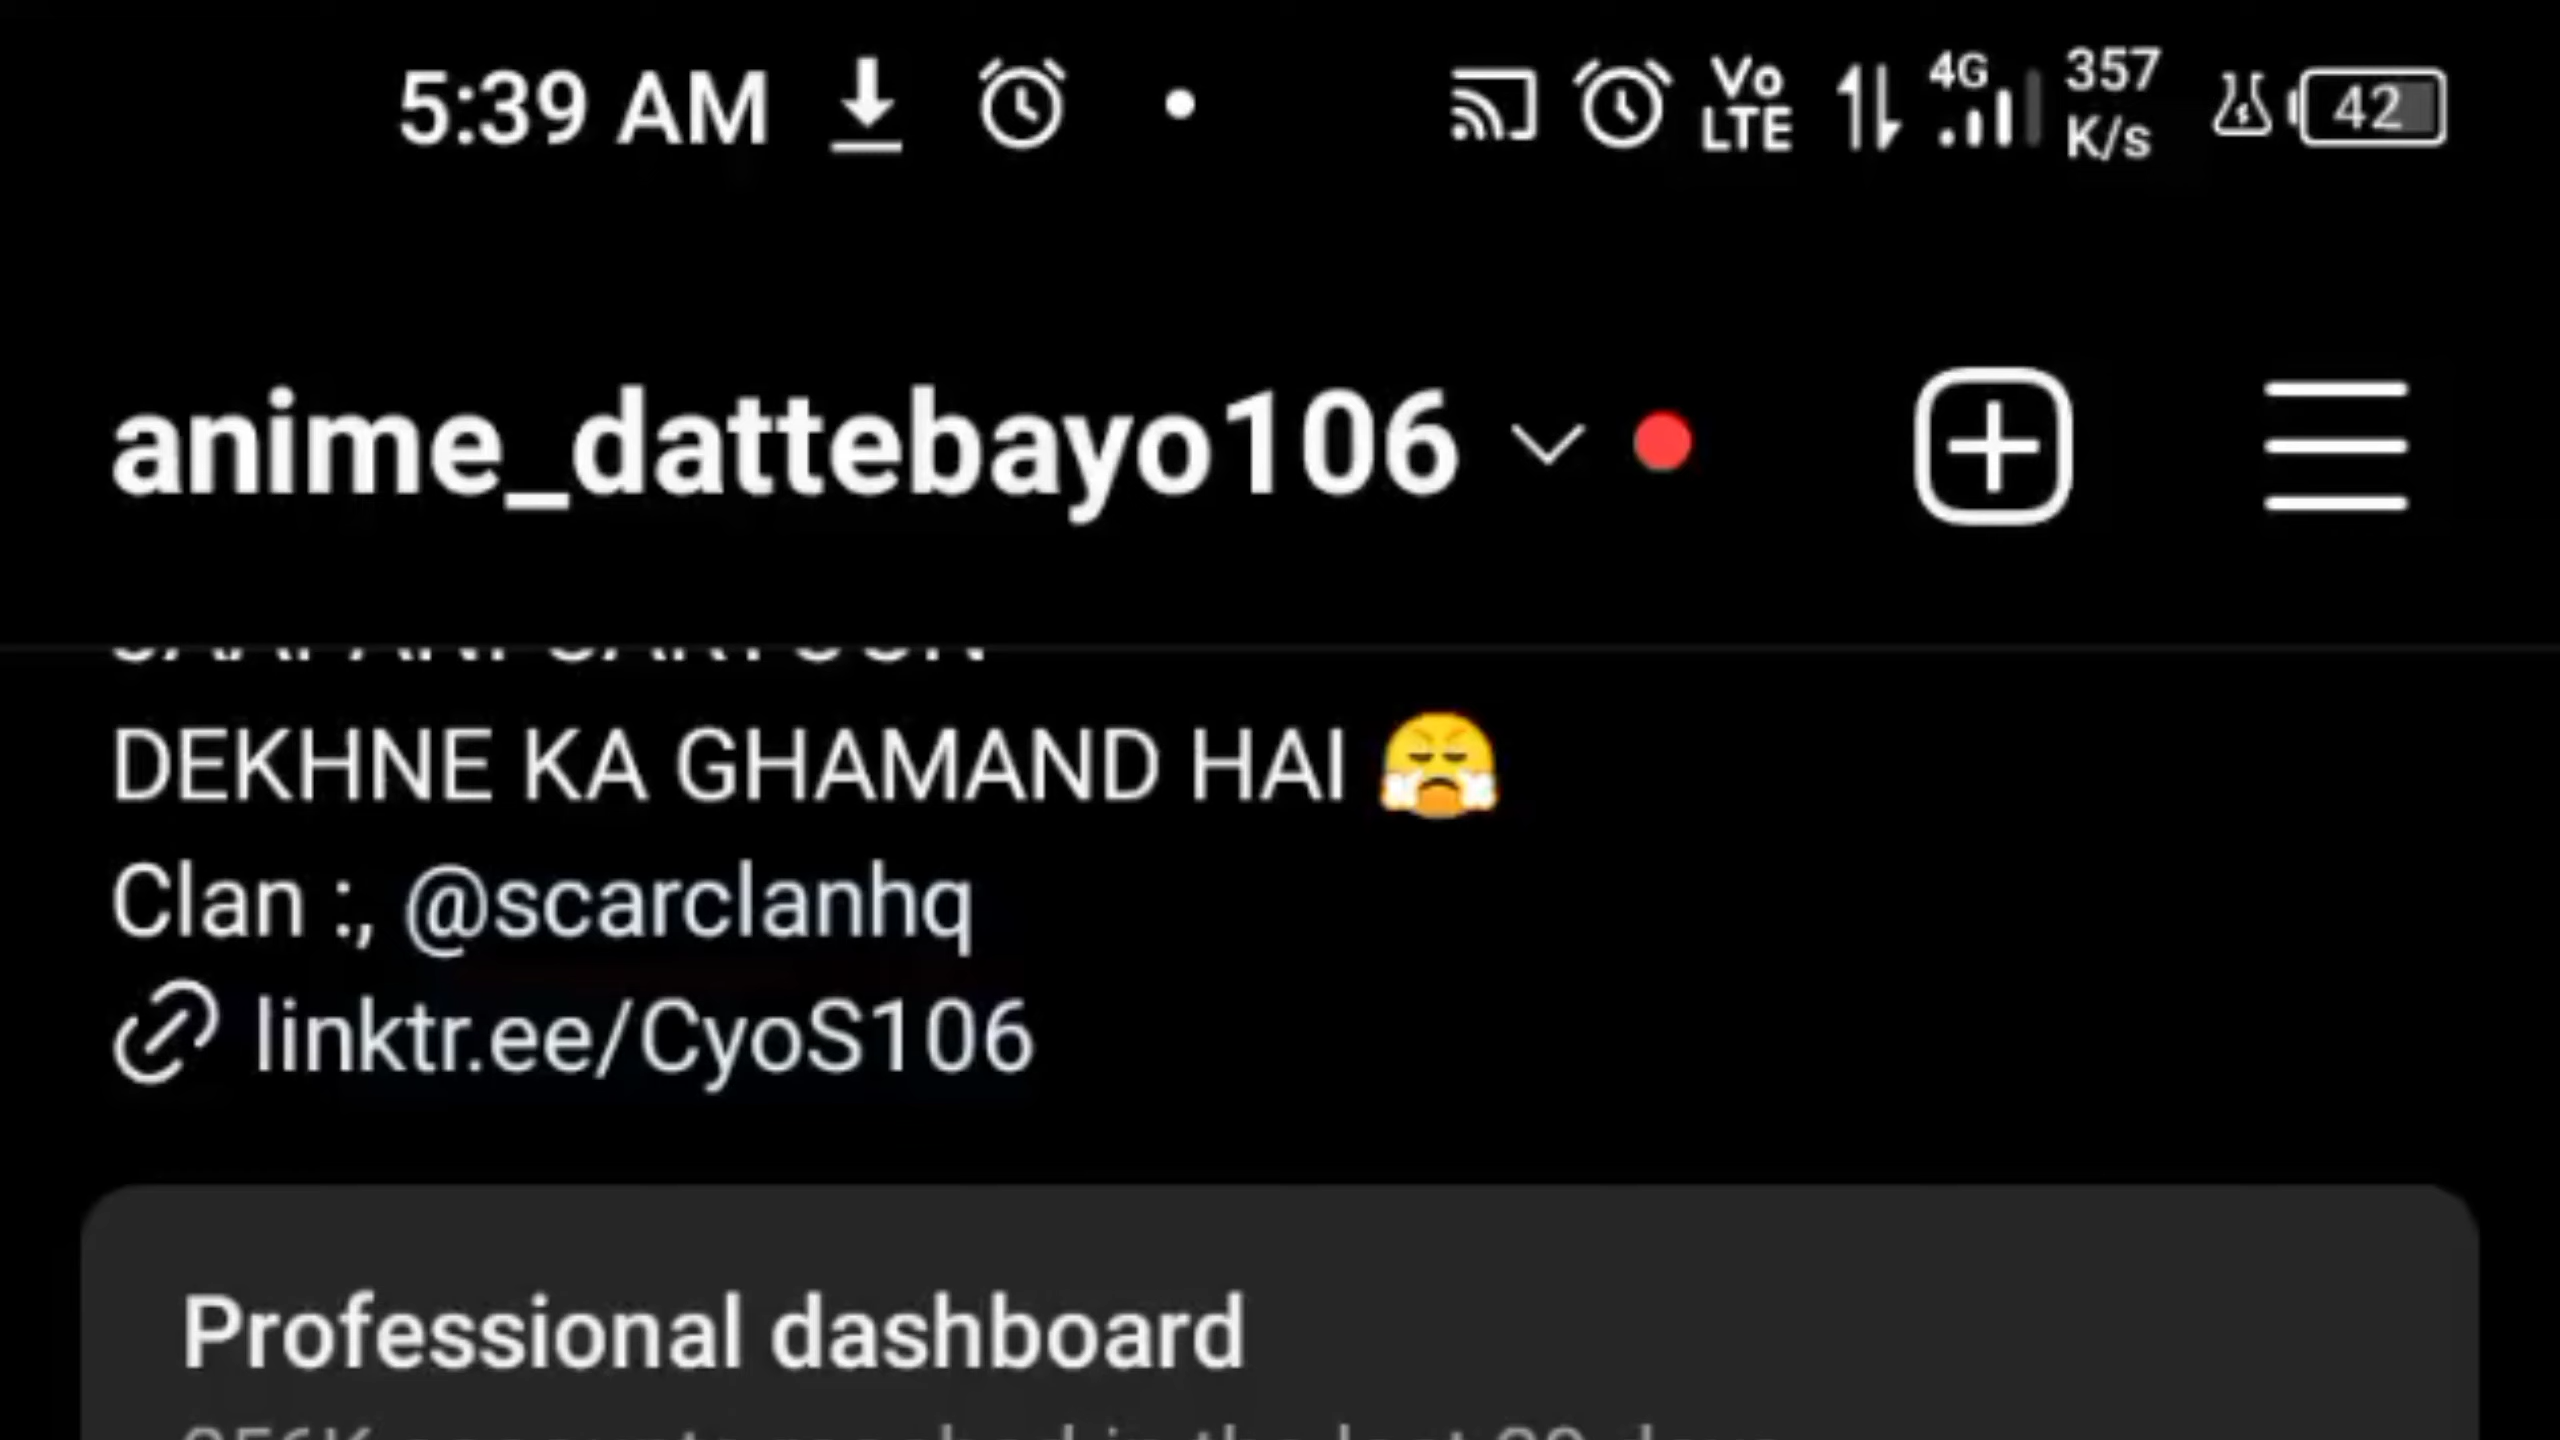 5:39 AM Vo LTE 4G 357 K/s 42
anime_dattebayo106
DEKHNE KA GHAMAND HAI
Clan :, @scarclanhq
linktr.ee/CyoS106
Professional dashboard